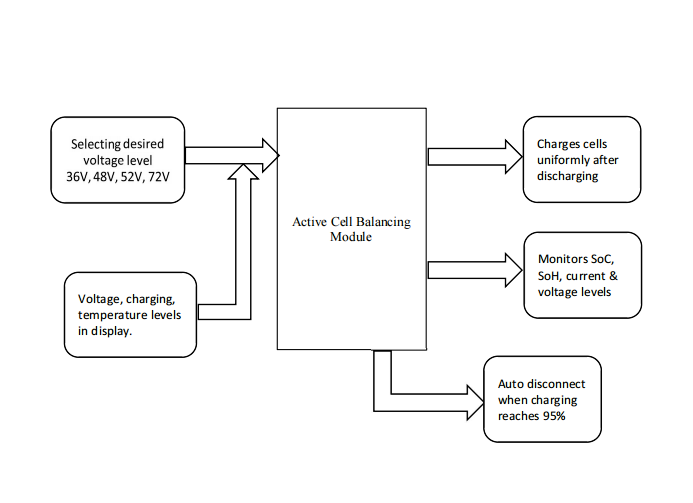 Selecting desired
voltage level
36V, 48V, 52V, 72V
Voltage, charging,
temperature levels
in display.
Active Cell Balancing
Module
Charges cells
uniformly after
discharging
Monitors SoC,
SoH, current &
voltage levels
Auto disconnect
when charging
reaches 95%